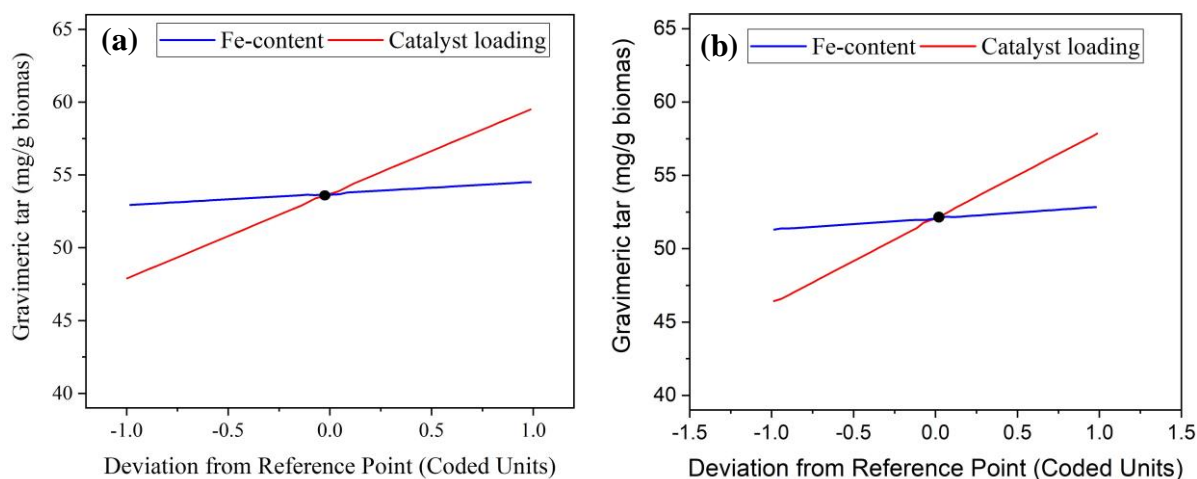 (a)
Fe-content
Catalyst loading
Gravimeric tar (mg/g biomas)
65
60
55
50
45
40
-1.0
-0.5
0.0
0.5
1.0
Deviation from Reference Point (Coded Units)
(b)
Fe-content
Catalyst loading
Gravimeric tar (mg/g biomas)
65
60
55
50
45
40
-1.5
-1.0
-0.5
0.0
0.5
1.0
1.5
Deviation from Reference Point (Coded Units)